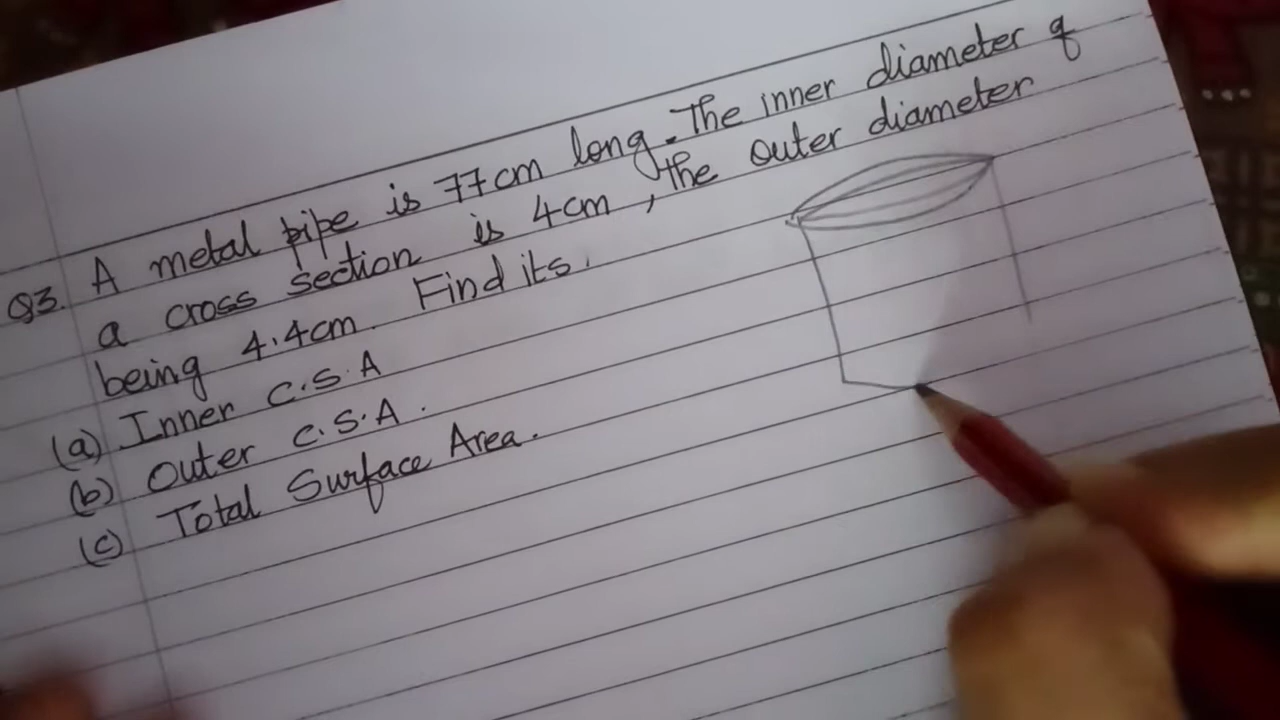 Q3. A metal pipe is 77cm long. The inner diameter of
a cross section is 4cm, the outer diameter
being 4.4cm. Find its.
(a) Inner C.S.A
(b) Outer C.S.A.
(c) Total Surface Area.